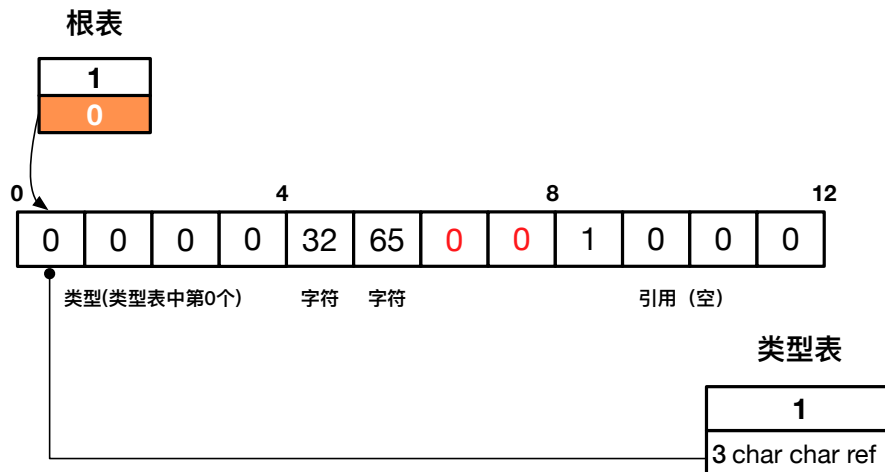 根表
1
0
0 4 8 12
0 0 0 0 32 65 0 0 1 0 0 0
类型(类型表中第0个) 字符 字符 引用（空）
类型表
1
3 char char ref